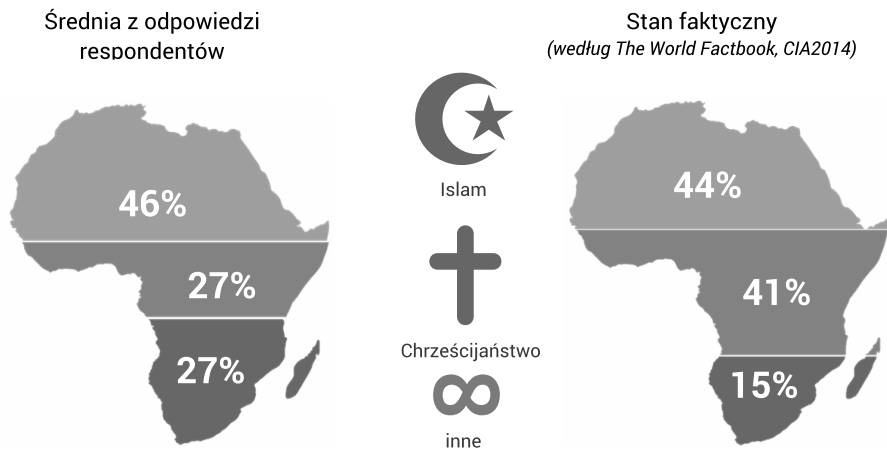 Średnia z odpowiedzi
respondentów
46%
27%
27%
Islam
Chrześcijaństwo
inne
Stan faktyczny
(według The World Factbook, CIA2014)
44%
41%
15%